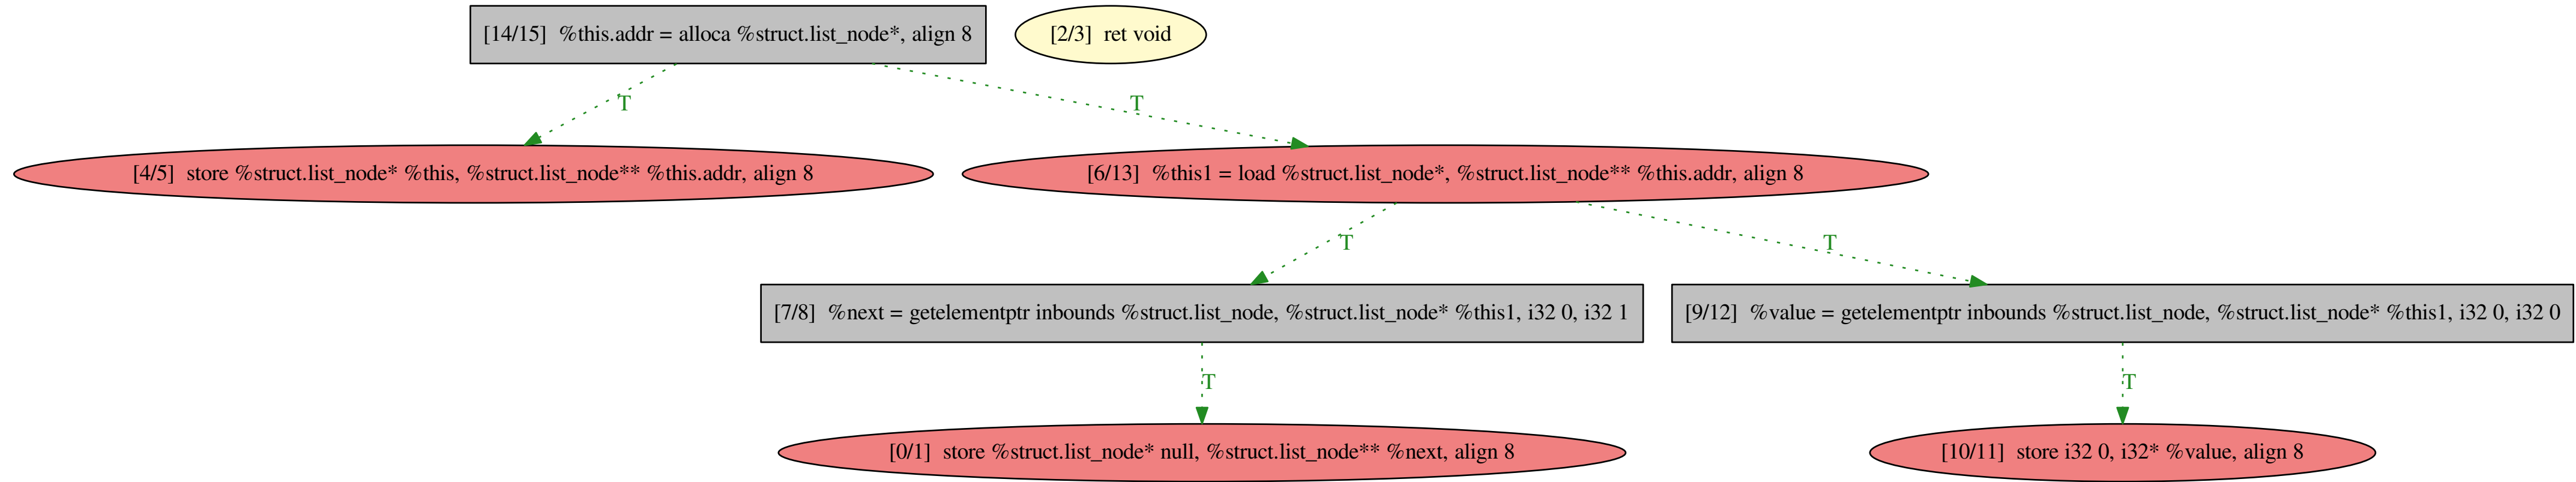 [14/15]  %this.addr = alloca %struct.list_node*, align 8
[2/3]  ret void
T
T
[4/5]  store %struct.list_node* %this, %struct.list_node** %this.addr, align 8
[6/13]  %this1 = load %struct.list_node*, %struct.list_node** %this.addr, align 8
T
T
[7/8]  %next = getelementptr inbounds %struct.list_node, %struct.list_node* %this1, i32 0, i32 1
[9/12]  %value = getelementptr inbounds %struct.list_node, %struct.list_node* %this1, i32 0, i32 0
T
T
[0/1]  store %struct.list_node* null, %struct.list_node** %next, align 8
[10/11]  store i32 0, i32* %value, align 8